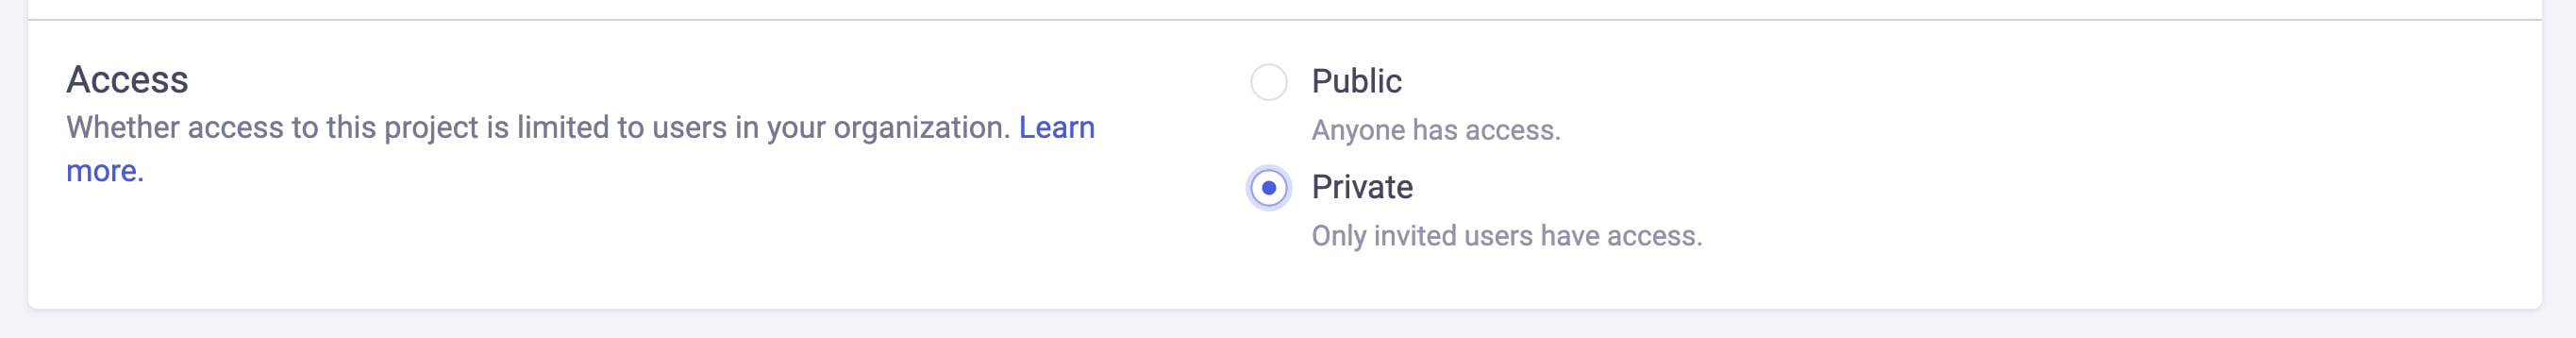 Access
Whether access to this project is limited to users in your organization. Learn
more.
Public
Anyone has access.
Private
Only invited users have access.